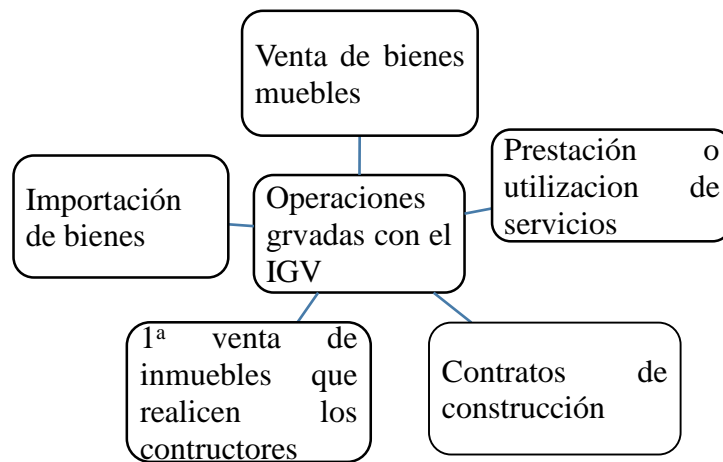 Venta de bienes
muebles
Prestación o
utilizacion de
servicios
Importación
de bienes
Operaciones
grvadas con el
IGV
1ª venta de
inmuebles que
realicen los
contructores
Contratos de
construcción